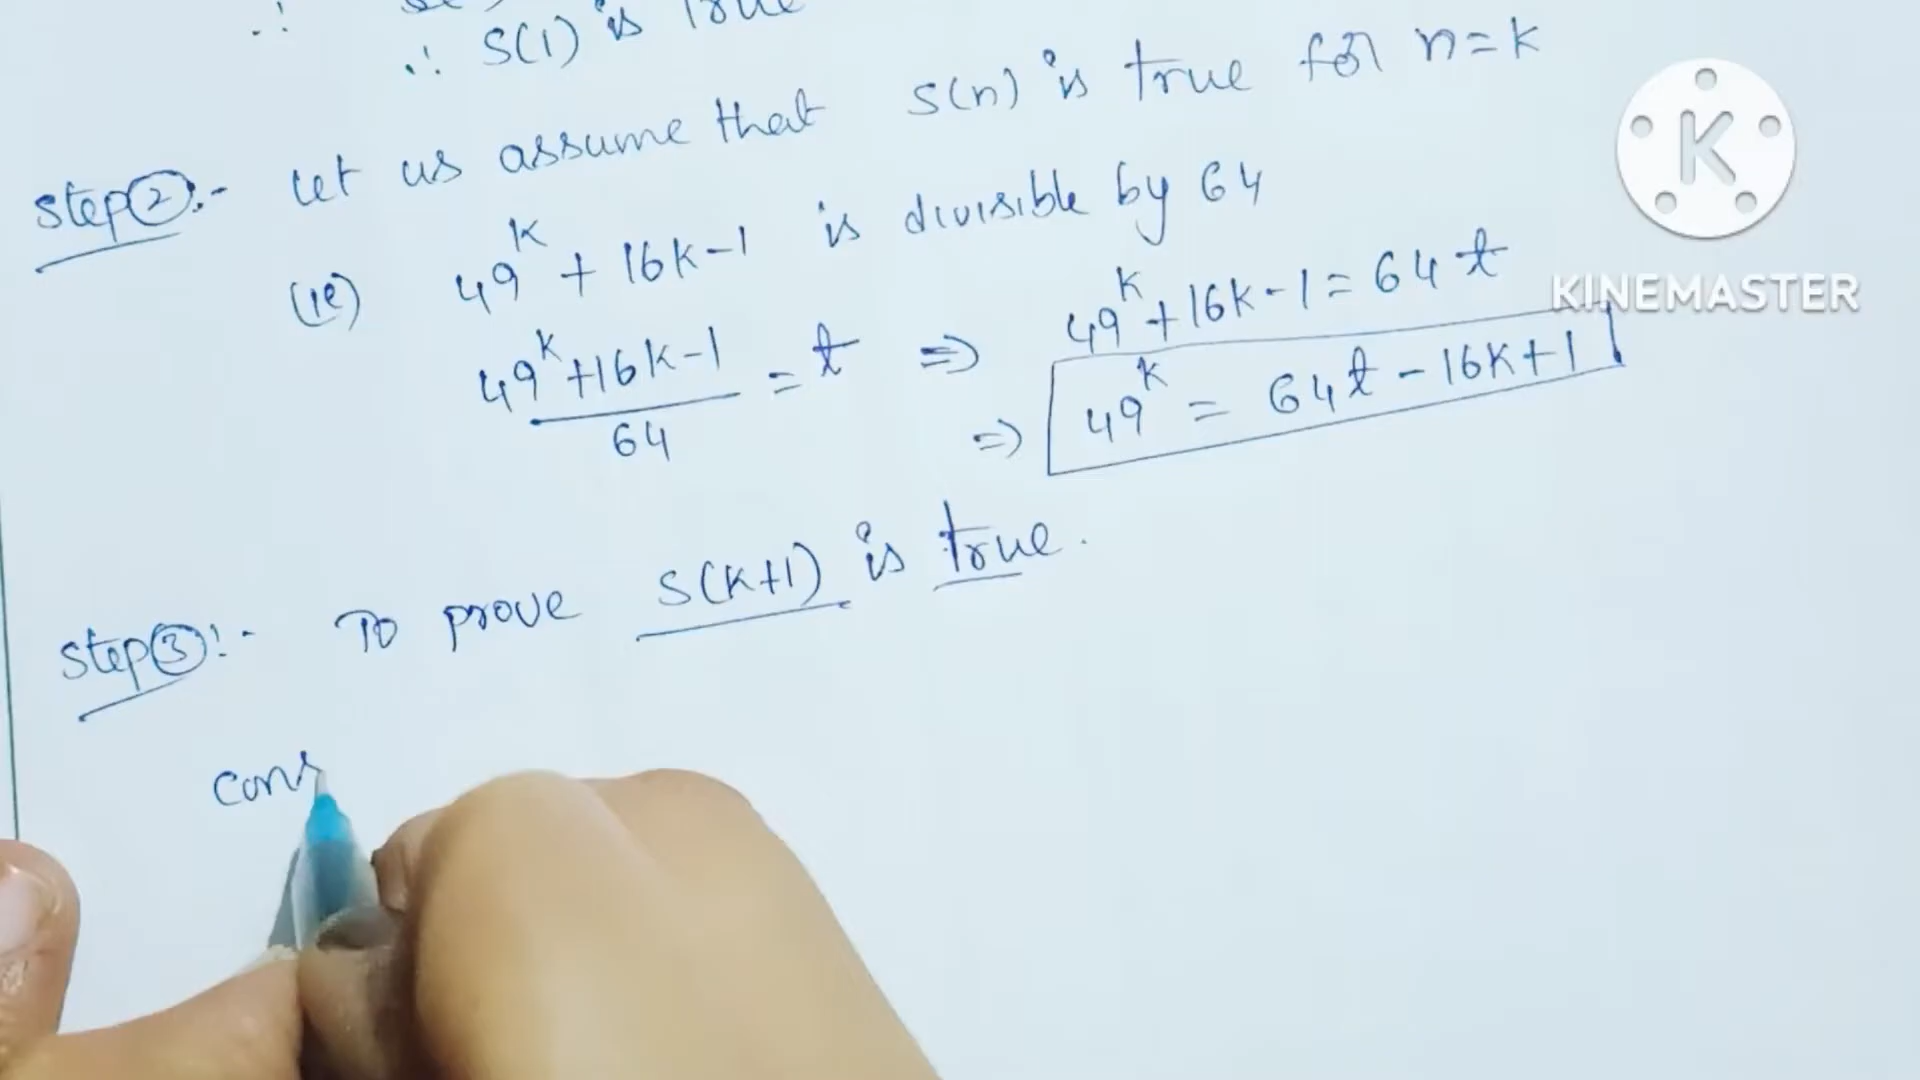 ∴ S(1) is True
Step②:- Let us assume that S(n) is true for n=k
(ie) 49^k + 16k-1 is divisible by 64
(49^k+16k-1)/64 = t ⇒ 49^k+16k-1=64t
⇒ 49^k = 64t-16k+1
Step③:- To prove S(k+1) is true.
Cons
K
KINEMASTER